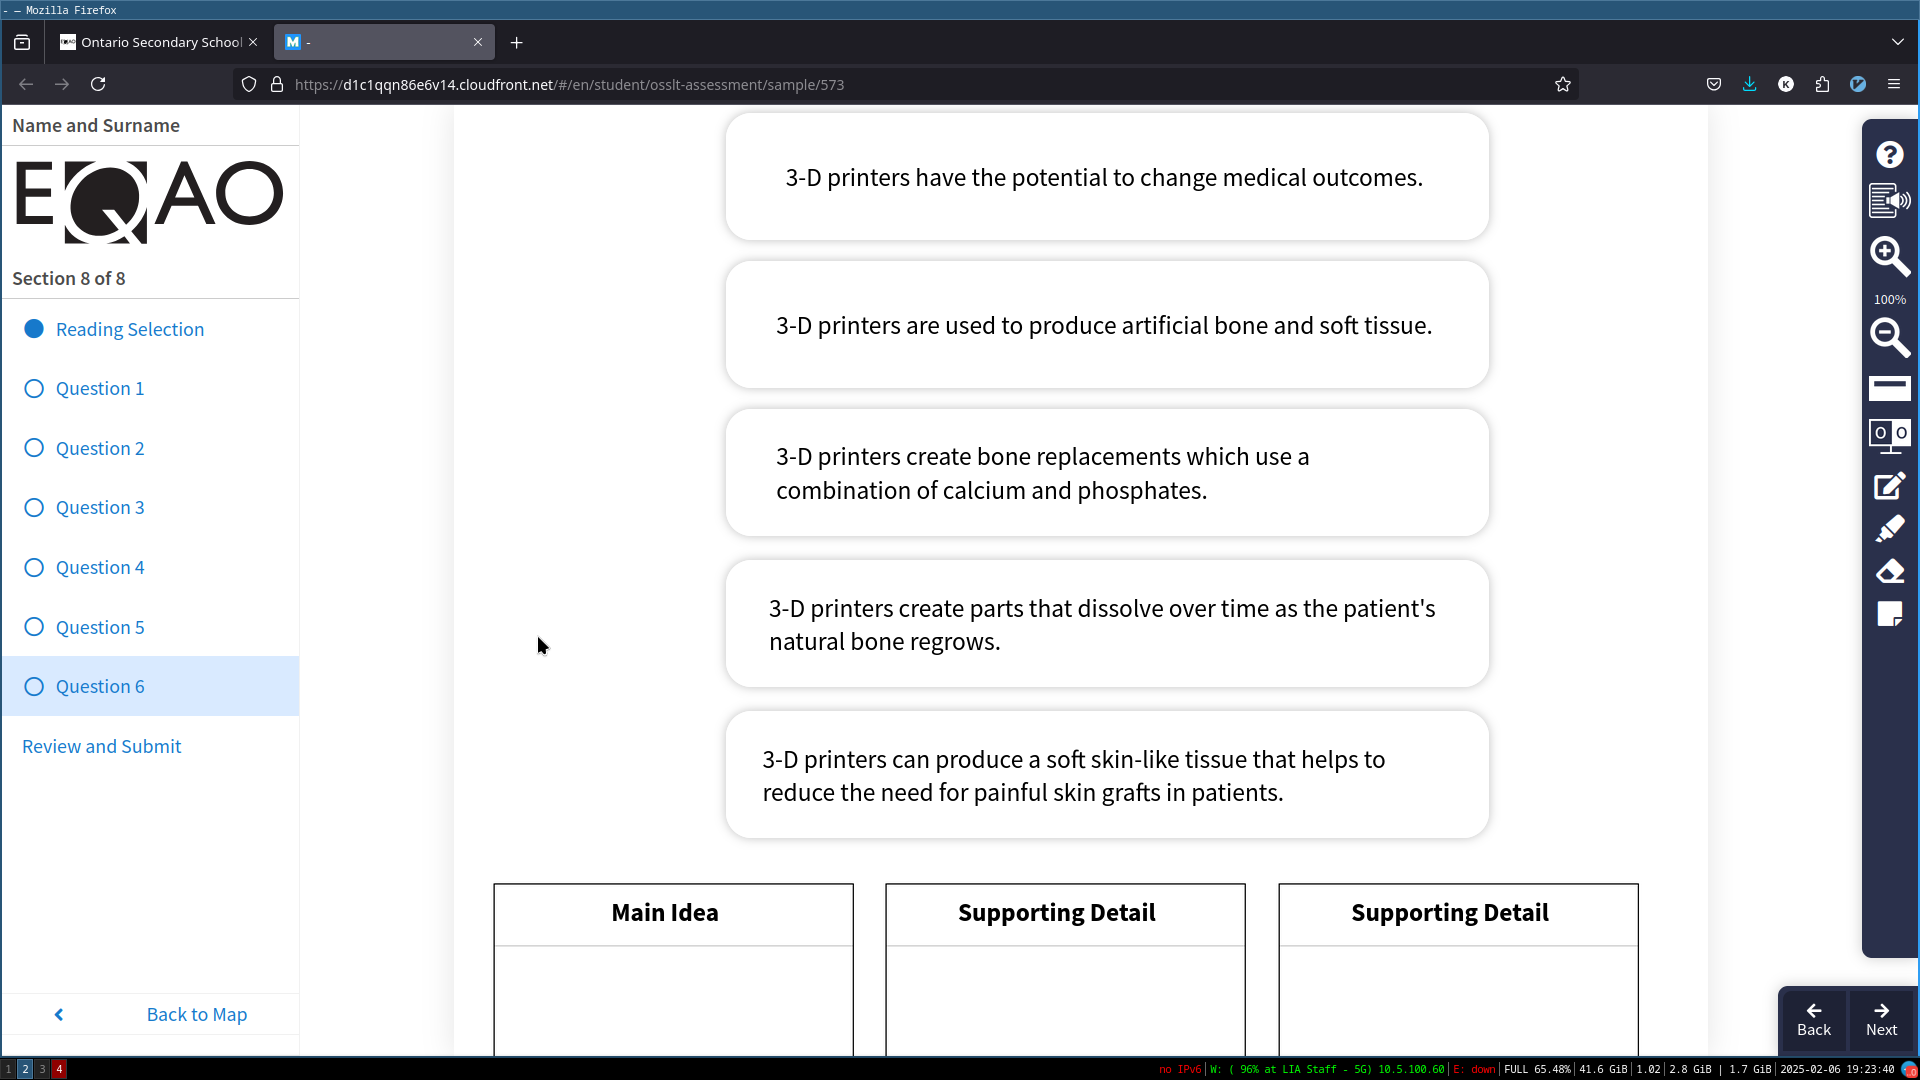 - — Mozilla Firefox
Ontario Secondary School
M -
https://d1c1qqn86e6v14.cloudfront.net/#/en/student/osslt-assessment/sample/573
Name and Surname
EQAO
Section 8 of 8
Reading Selection
Question 1
Question 2
Question 3
Question 4
Question 5
Question 6
Review and Submit
Back to Map
3-D printers have the potential to change medical outcomes.
3-D printers are used to produce artificial bone and soft tissue.
3-D printers create bone replacements which use a
combination of calcium and phosphates.
3-D printers create parts that dissolve over time as the patient's
natural bone regrows.
3-D printers can produce a soft skin-like tissue that helps to
reduce the need for painful skin grafts in patients.
Main Idea
Supporting Detail
Supporting Detail
100%
Back
Next
1 2 3 4
no IPv6 | W: ( 96% at LIA Staff - 5G) 10.5.100.60 | E: down | FULL 65.48% | 41.6 GiB | 1.02 | 2.8 GiB | 1.7 GiB | 2025-02-06 19:23:40